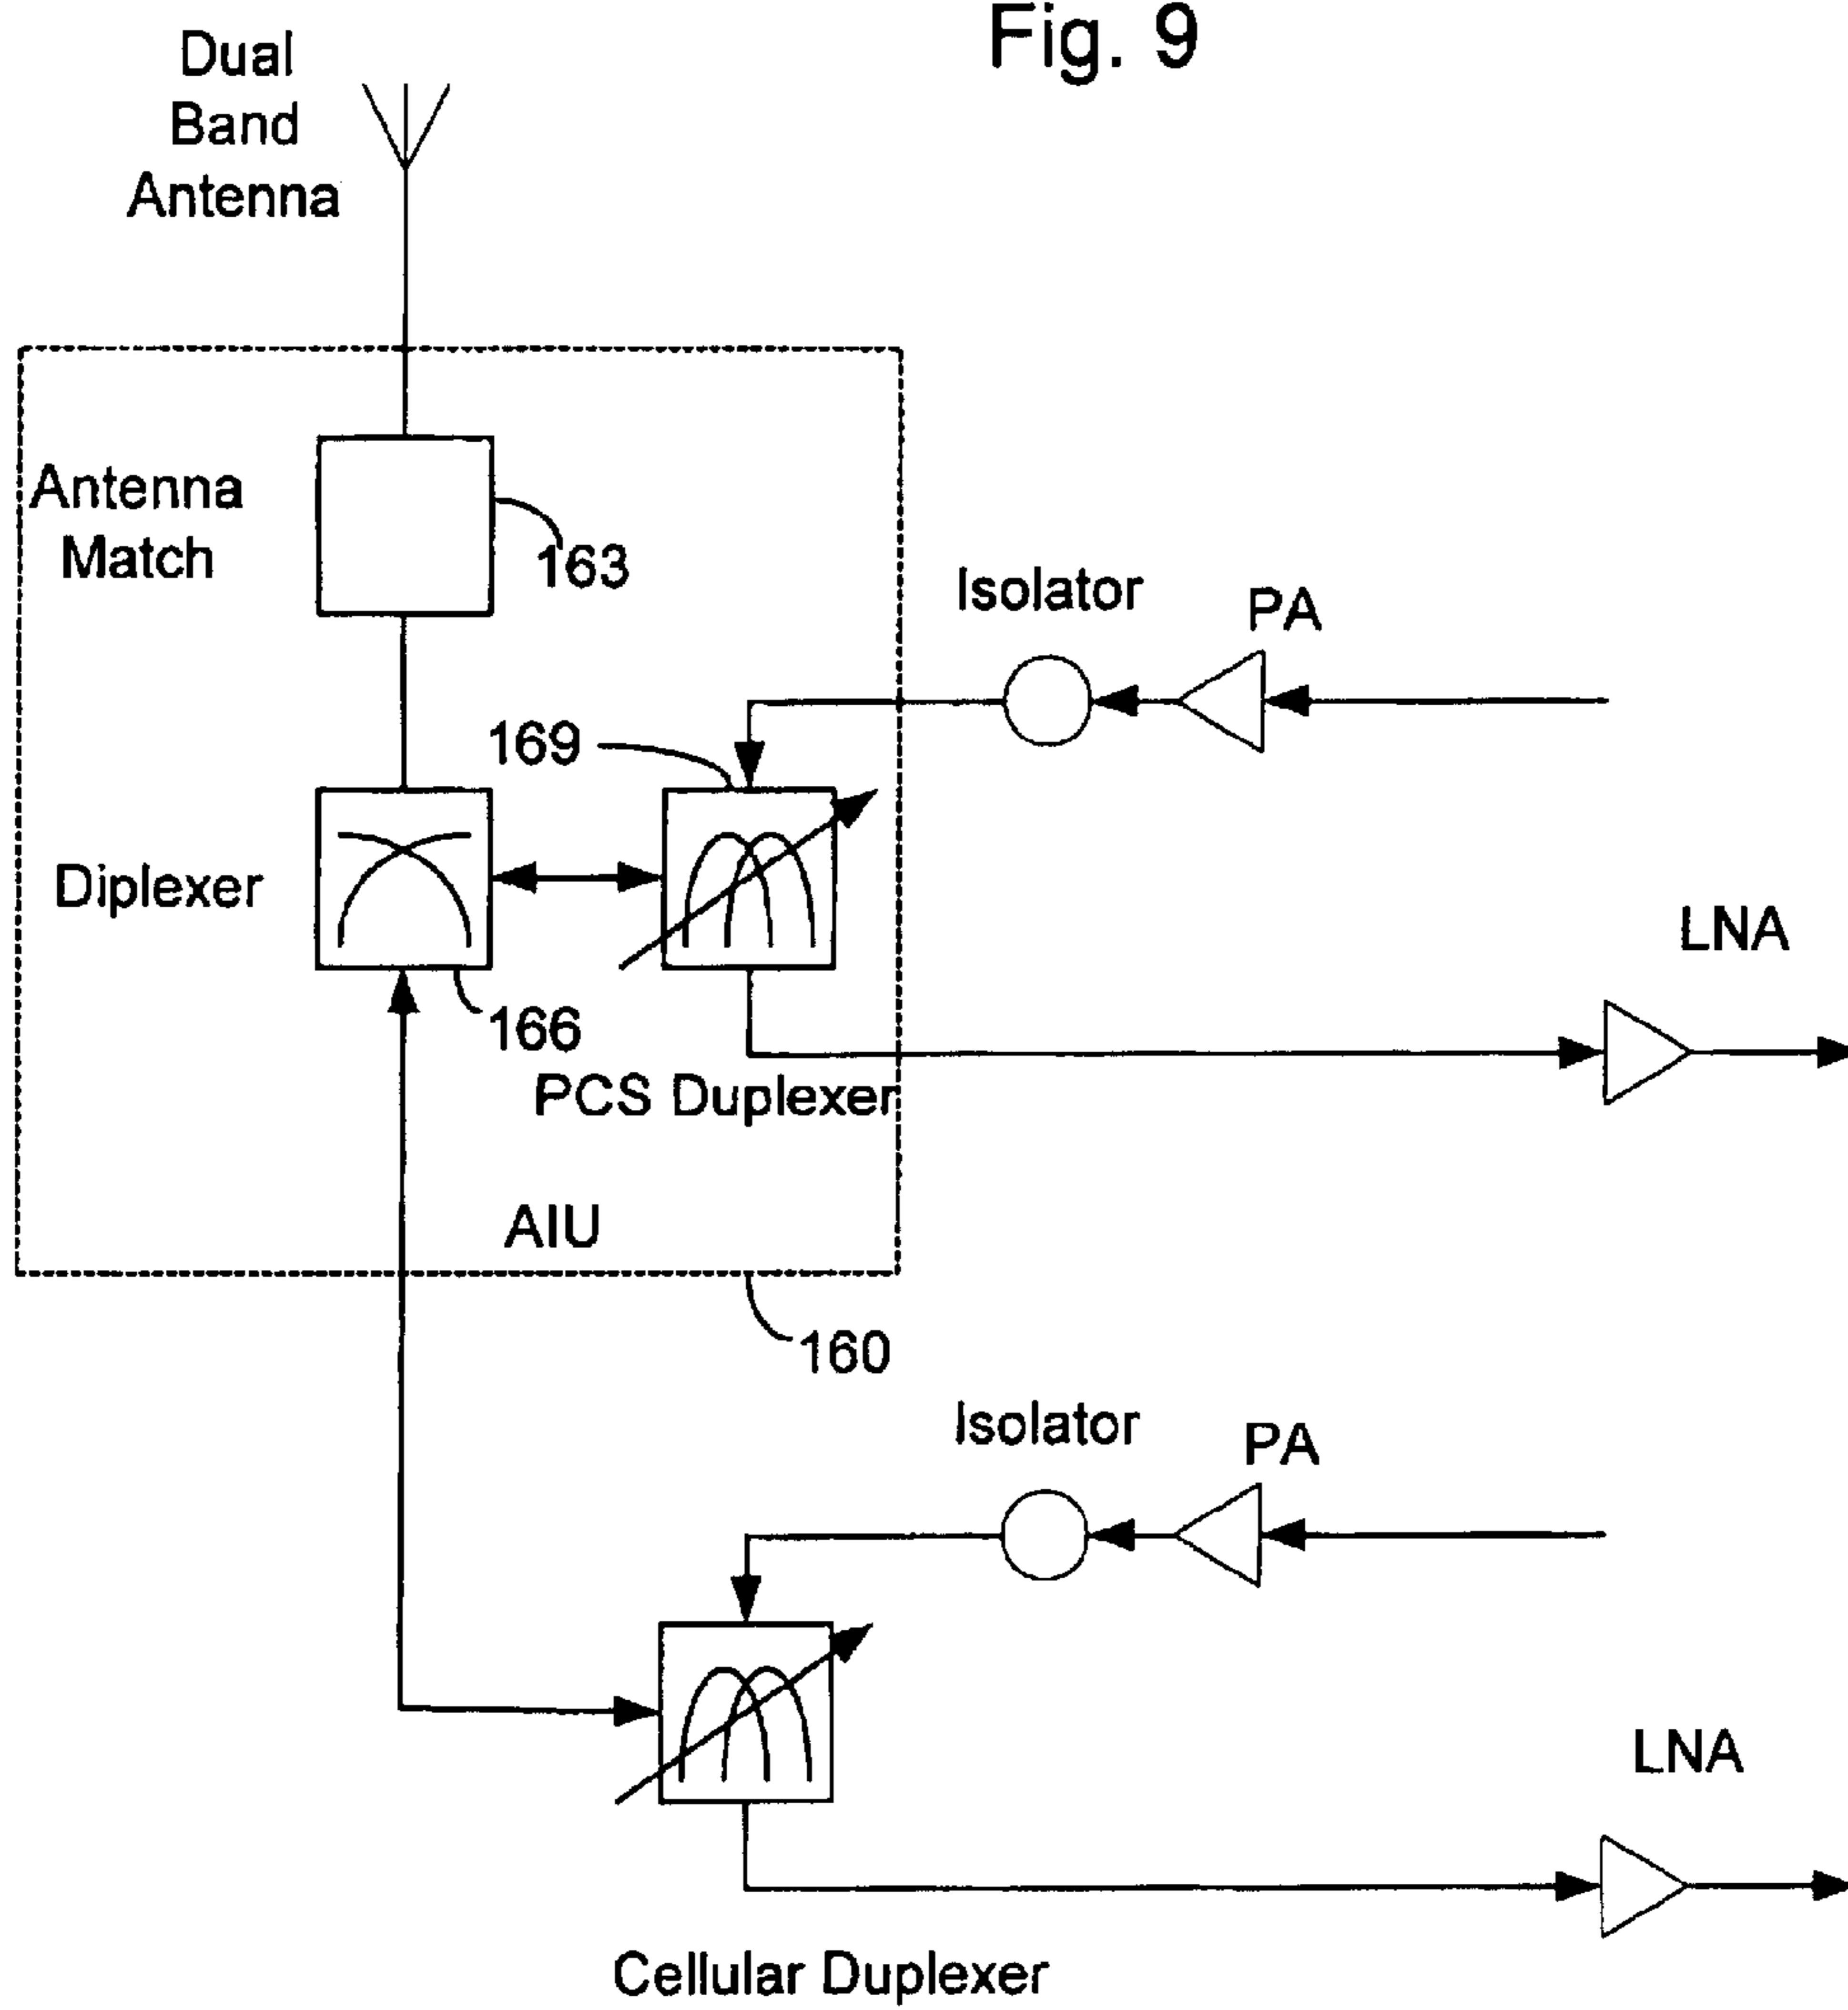 Fig. 9
Dual
Band
Antenna
Antenna
Match
163
Isolator
PA
169
Diplexer
LNA
166
PCS Duplexer
AIU
160
Isolator
PA
LNA
Cellular Duplexer